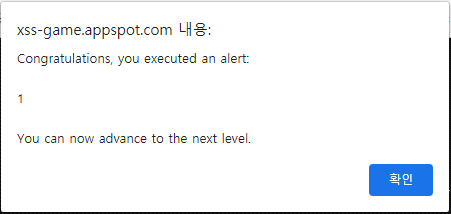 xss-game.appspot.com 내용:
Congratulations, you executed an alert:
1
You can now advance to the next level.
확인